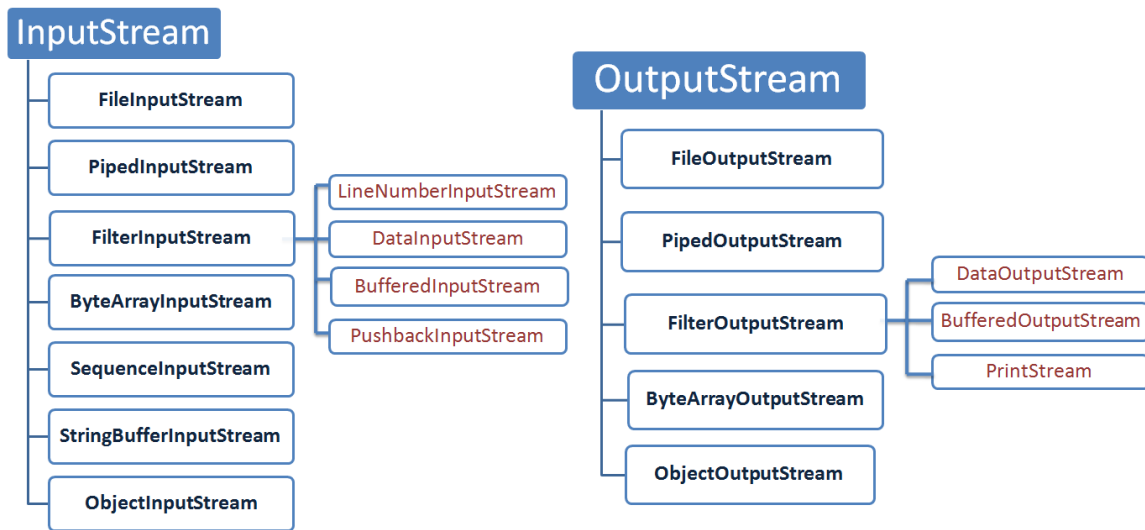 InputStream
FileInputStream
PipedInputStream
FilterInputStream
LineNumberInputStream
DataInputStream
BufferedInputStream
PushbackInputStream
ByteArrayInputStream
SequenceInputStream
StringBufferInputStream
ObjectInputStream
OutputStream
FileOutputStream
PipedOutputStream
FilterOutputStream
DataOutputStream
BufferedOutputStream
PrintStream
ByteArrayOutputStream
ObjectOutputStream